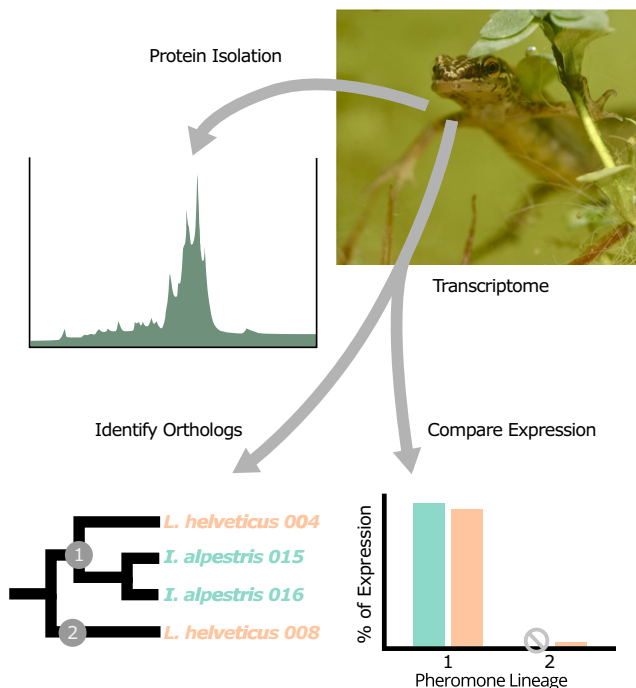 Protein Isolation
Transcriptome
Identify Orthologs
Compare Expression
L. helveticus 004
1
I. alpestris 015
I. alpestris 016
2
L. helveticus 008
% of Expression
1 2
Pheromone Lineage